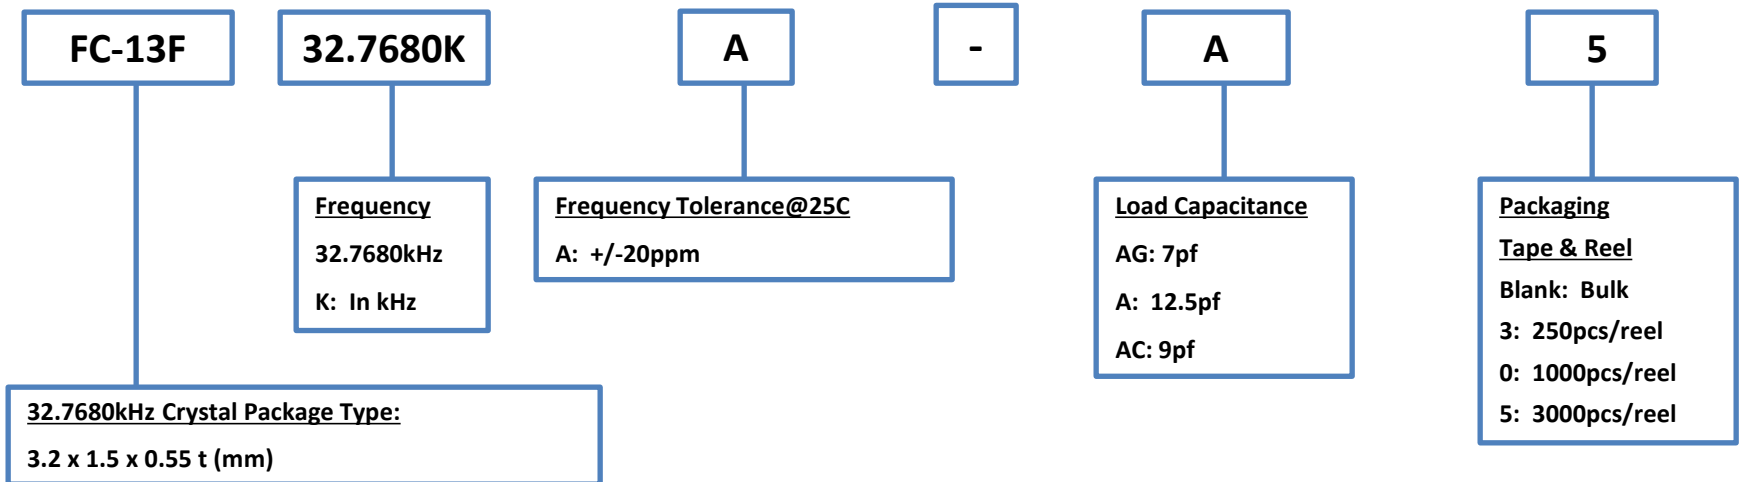 FC-13F 32.7680K A - A 5
Frequency
32.7680kHz
K: In kHz
Frequency Tolerance@25C
A: +/-20ppm
Load Capacitance
AG: 7pf
A: 12.5pf
AC: 9pf
Packaging
Tape & Reel
Blank: Bulk
3: 250pcs/reel
0: 1000pcs/reel
5: 3000pcs/reel
32.7680kHz Crystal Package Type:
3.2 x 1.5 x 0.55 t (mm)